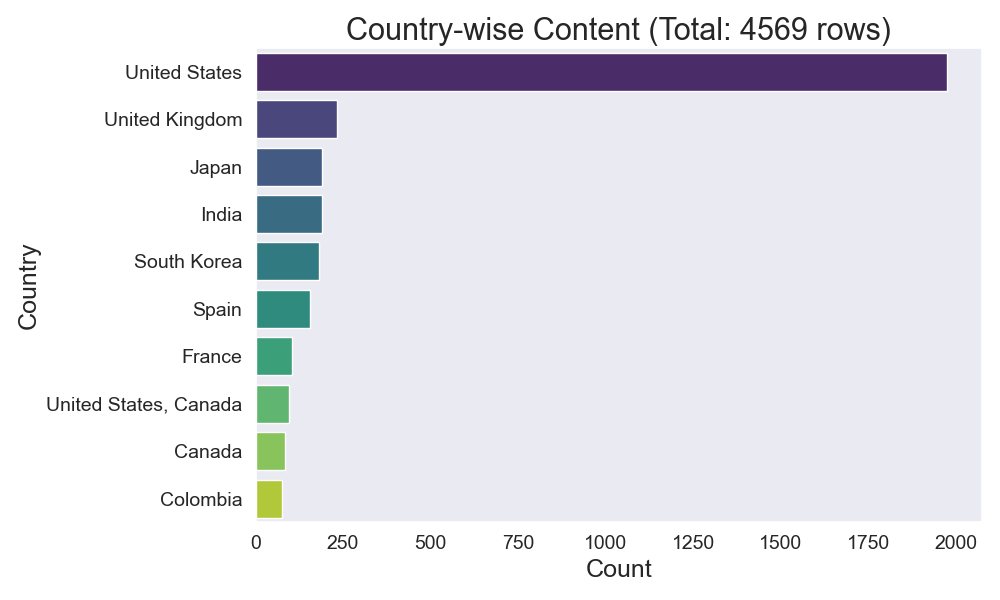 Country-wise Content (Total: 4569 rows)
United States
United Kingdom
Japan
India
South Korea
Spain
France
United States, Canada
Canada
Colombia
Country
0 250 500 750 1000 1250 1500 1750 2000
Count